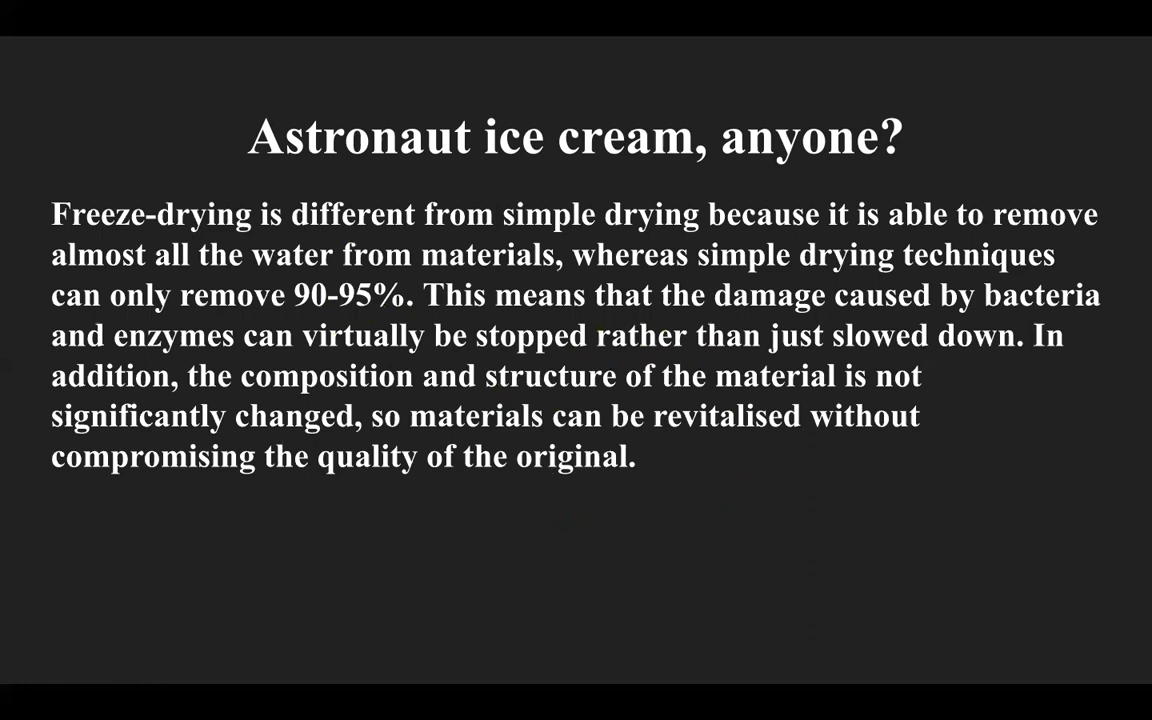 Astronaut ice cream, anyone?
Freeze-drying is different from simple drying because it is able to remove
almost all the water from materials, whereas simple drying techniques
can only remove 90-95%. This means that the damage caused by bacteria
and enzymes can virtually be stopped rather than just slowed down. In
addition, the composition and structure of the material is not
significantly changed, so materials can be revitalised without
compromising the quality of the original.